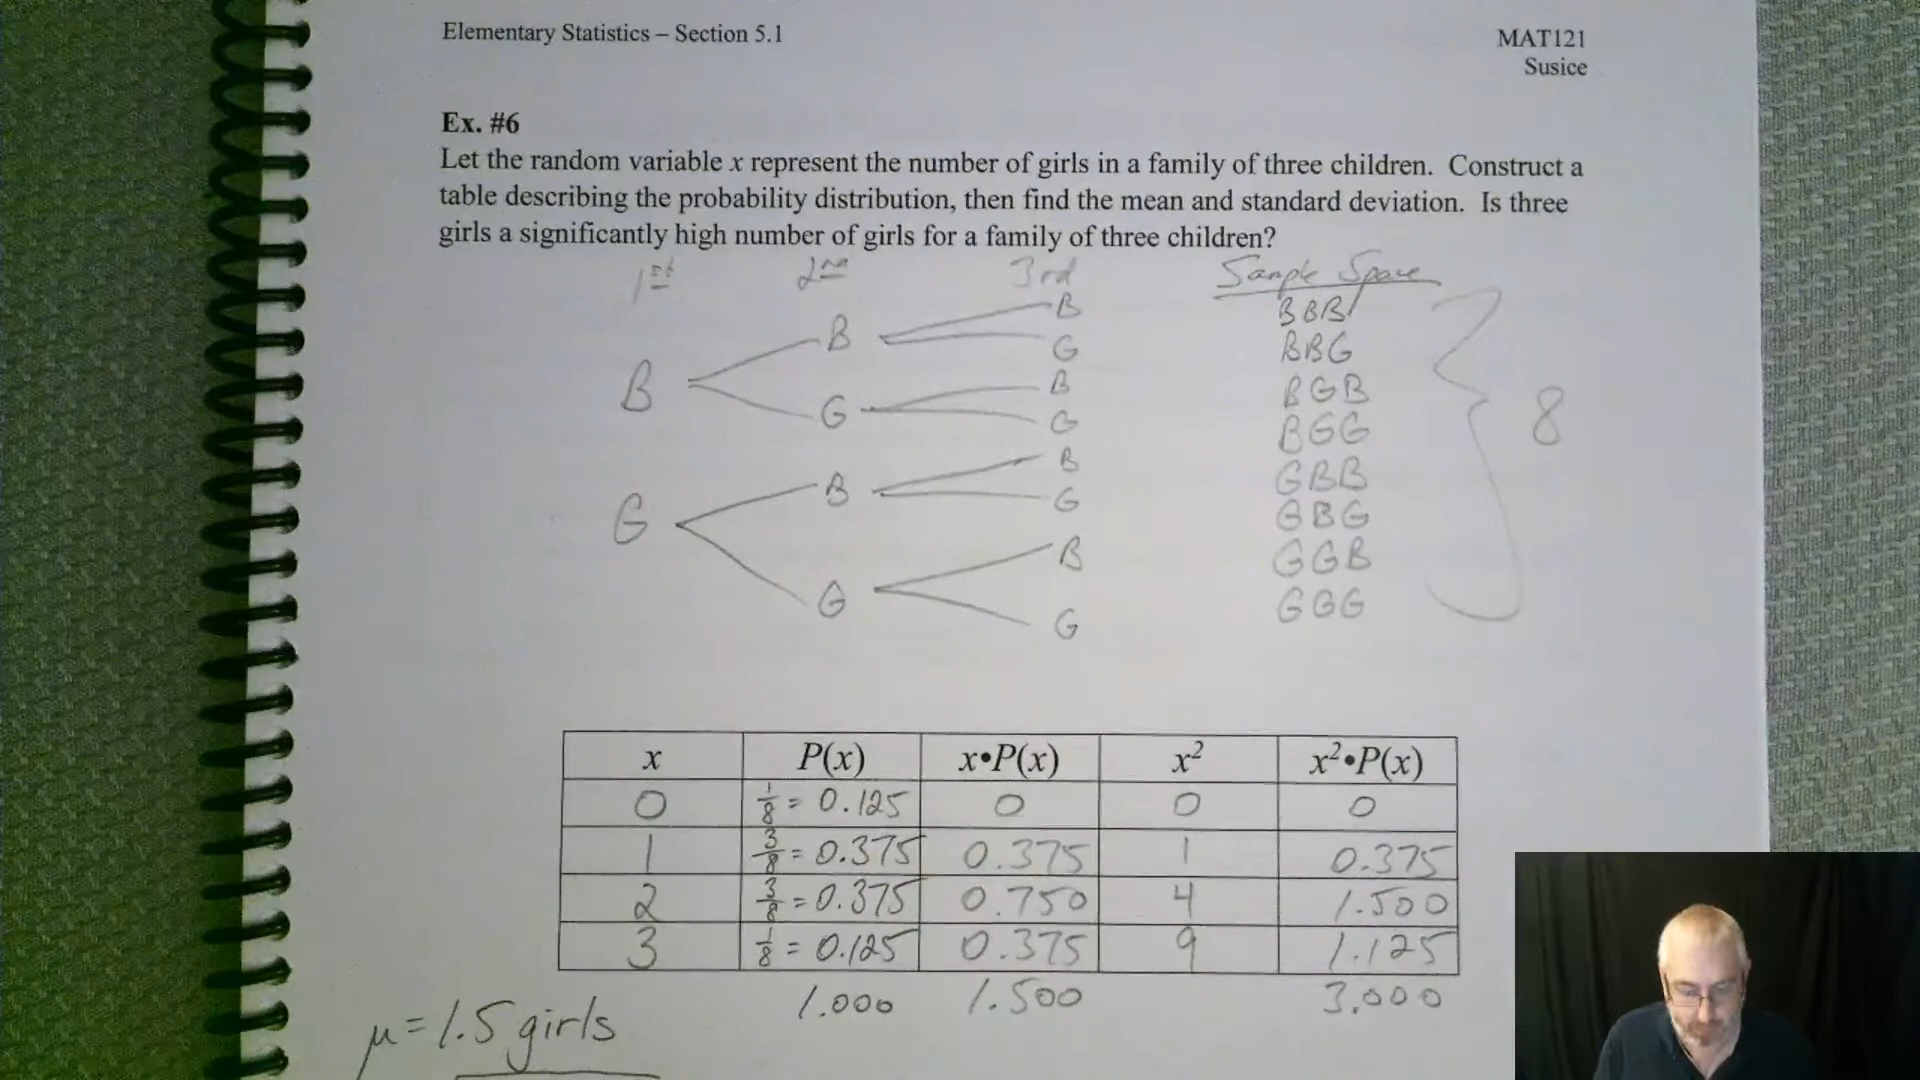 Elementary Statistics – Section 5.1
MAT121
Susice
Ex. #6
Let the random variable x represent the number of girls in a family of three children. Construct a
table describing the probability distribution, then find the mean and standard deviation. Is three
girls a significantly high number of girls for a family of three children?
1st 2nd 3rd Sample Space
B
G
B
G
B
G
B
G
B
G
B
G
B
G
BBB
BBG
BGB
BGG
GBB
GBG
GGB
GGG
8
x P(x) x•P(x) x² x²•P(x)
0 1/8 = 0.125 0 0 0
1 3/8 = 0.375 0.375 1 0.375
2 3/8 = 0.375 0.750 4 1.500
3 1/8 = 0.125 0.375 9 1.125
1.000 1.500 3.000
μ = 1.5 girls